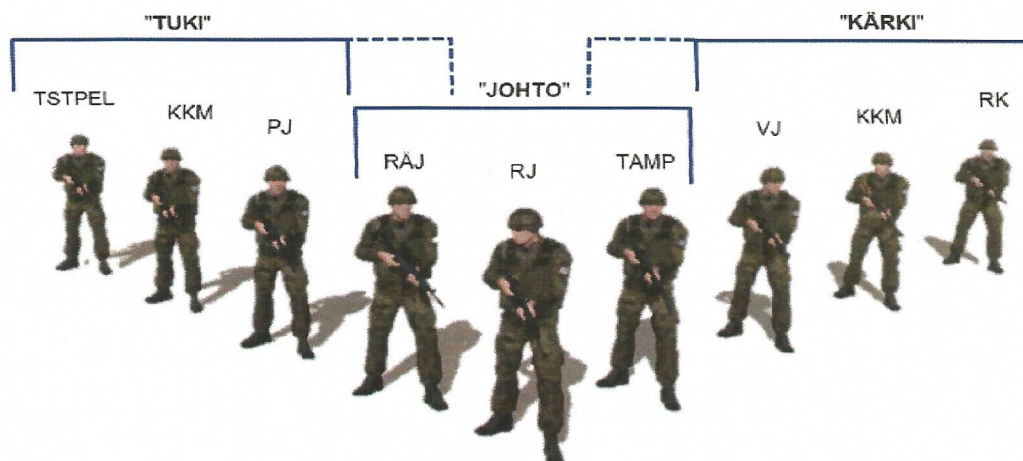 "TUKI"
"KÄRKI"
"JOHTO"
TSTPEL
KKM
PJ
RÄJ
RJ
TAMP
VJ
KKM
RK